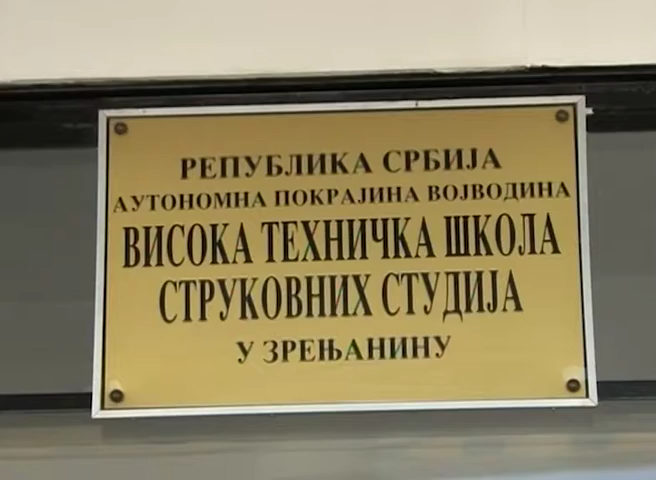 РЕПУБЛИКА СРБИЈА
АУТОНОМНА ПОКРАЈИНА ВОЈВОДИНА
ВИСОКА ТЕХНИЧКА ШКОЛА
СТРУКОВНИХ СТУДИЈА
У ЗРЕЊАНИНУ